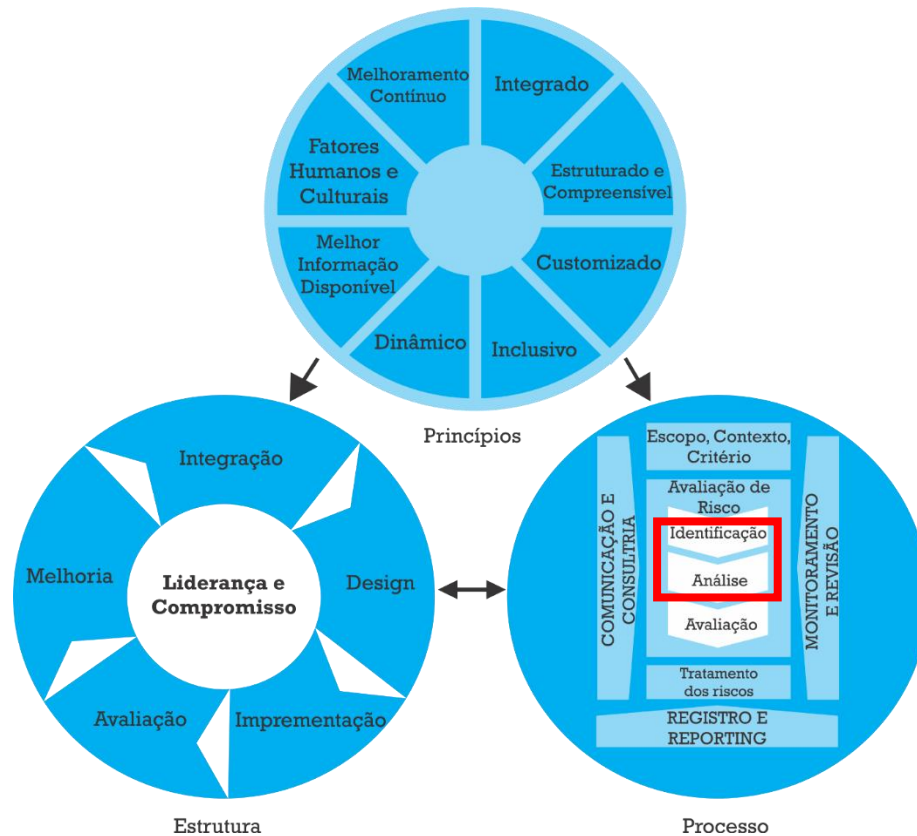 Melhoramento
Contínuo
Integrado
Fatores
Humanos e
Culturais
Estruturado e
Compreensível
Melhor
Informação
Disponível
Customizado
Dinâmico
Inclusivo
Princípios
Integração
Melhoria
Liderança e
Compromisso
Design
Avaliação
Imprementação
Estrutura
Escopo, Contexto,
Critério
COMUNICAÇÃO E
CONSULTRIA
Avaliação de
Risco
Identificação
Análise
Avaliação
MONITORAMENTO
E REVISÃO
Tratamento
dos riscos
REGISTRO E
REPORTING
Processo